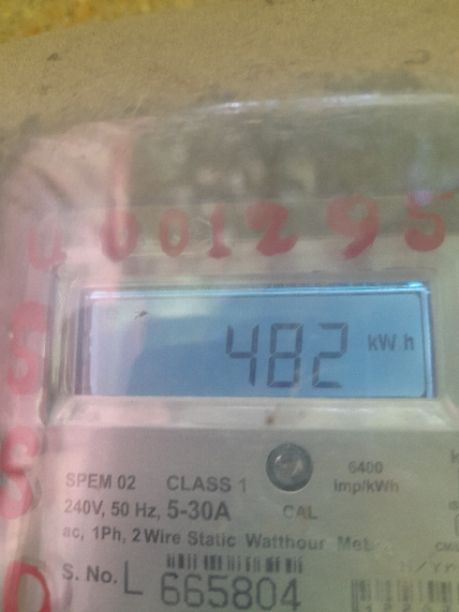 U001295
S
S
D
482 kWh
SPEM 02 CLASS 1
6400
imp/kWh
240V, 50 Hz, 5-30A
CAL
ac, 1Ph, 2 Wire Static Watthour
S. No. L 665804